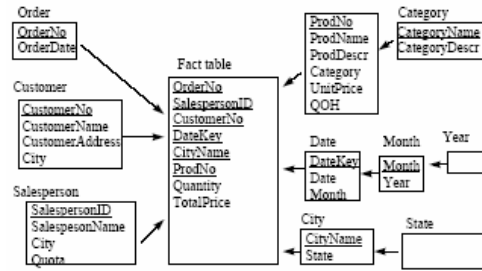 Order
OrderNo
OrderDate
Customer
CustomerNo
CustomerName
CustomerAddress
City
Salesperson
SalespersonID
SalespesonName
City
Quota
Fact table
OrderNo
SalespersonID
CustomerNo
DateKey
CityName
ProdNo
Quantity
TotalPrice
ProdNo
ProdName
ProdDescr
Category
UnitPrice
QOH
Category
CategoryName
CategoryDescr
Date
DateKey
Date
Month
Month
Month
Year
Year
City
CityName
State
State